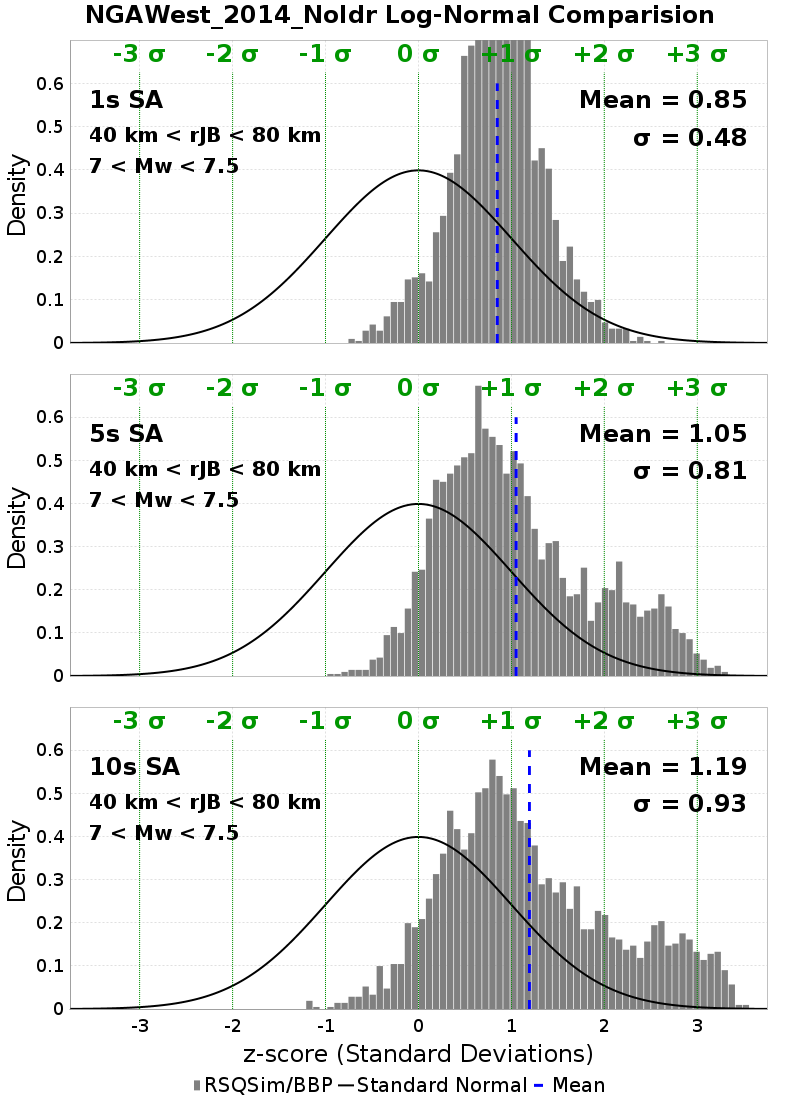 NGAWest_2014_NoIdr Log-Normal Comparision
-3 σ -2 σ -1 σ 0 σ +1 σ +2 σ +3 σ
0.6
1s SA
Mean = 0.85
0.5
40 km < rJB < 80 km
σ = 0.48
7 < Mw < 7.5
0.4
Density
0.3
0.2
0.1
0
-3 σ -2 σ -1 σ 0 σ +1 σ +2 σ +3 σ
0.6
5s SA
Mean = 1.05
0.5
40 km < rJB < 80 km
σ = 0.81
7 < Mw < 7.5
0.4
Density
0.3
0.2
0.1
0
-3 σ -2 σ -1 σ 0 σ +1 σ +2 σ +3 σ
0.6
10s SA
Mean = 1.19
0.5
40 km < rJB < 80 km
σ = 0.93
7 < Mw < 7.5
0.4
Density
0.3
0.2
0.1
0
-3 -2 -1 0 1 2 3
z-score (Standard Deviations)
RSQSim/BBP Standard Normal Mean